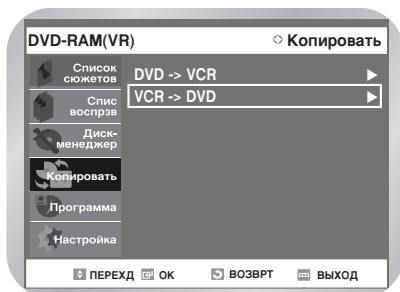 DVD-RAM(VR)
Копировать
Список
сюжетов
DVD -> VCR
Спис
воспрзв
VCR -> DVD
Диск-
менеджер
Копировать
Программа
Настройка
ПЕРЕХД OK ВОЗВРТ ВЫХОД